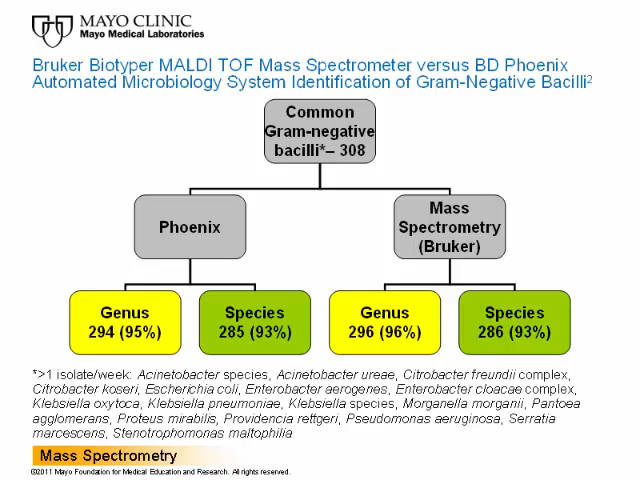 MAYO CLINIC
Mayo Medical Laboratories
Bruker Biotyper MALDI TOF Mass Spectrometer versus BD Phoenix
Automated Microbiology System Identification of Gram-Negative Bacilli²
Common
Gram-negative
bacilli*– 308
Phoenix
Mass
Spectrometry
(Bruker)
Genus
294 (95%)
Species
285 (93%)
Genus
296 (96%)
Species
286 (93%)
*>1 isolate/week: Acinetobacter species, Acinetobacter ureae, Citrobacter freundii complex,
Citrobacter koseri, Escherichia coli, Enterobacter aerogenes, Enterobacter cloacae complex,
Klebsiella oxytoca, Klebsiella pneumoniae, Klebsiella species, Morganella morganii, Pantoea
agglomerans, Proteus mirabilis, Providencia rettgeri, Pseudomonas aeruginosa, Serratia
marcescens, Stenotrophomonas maltophilia
Mass Spectrometry
©2011 Mayo Foundation for Medical Education and Research. All rights reserved.